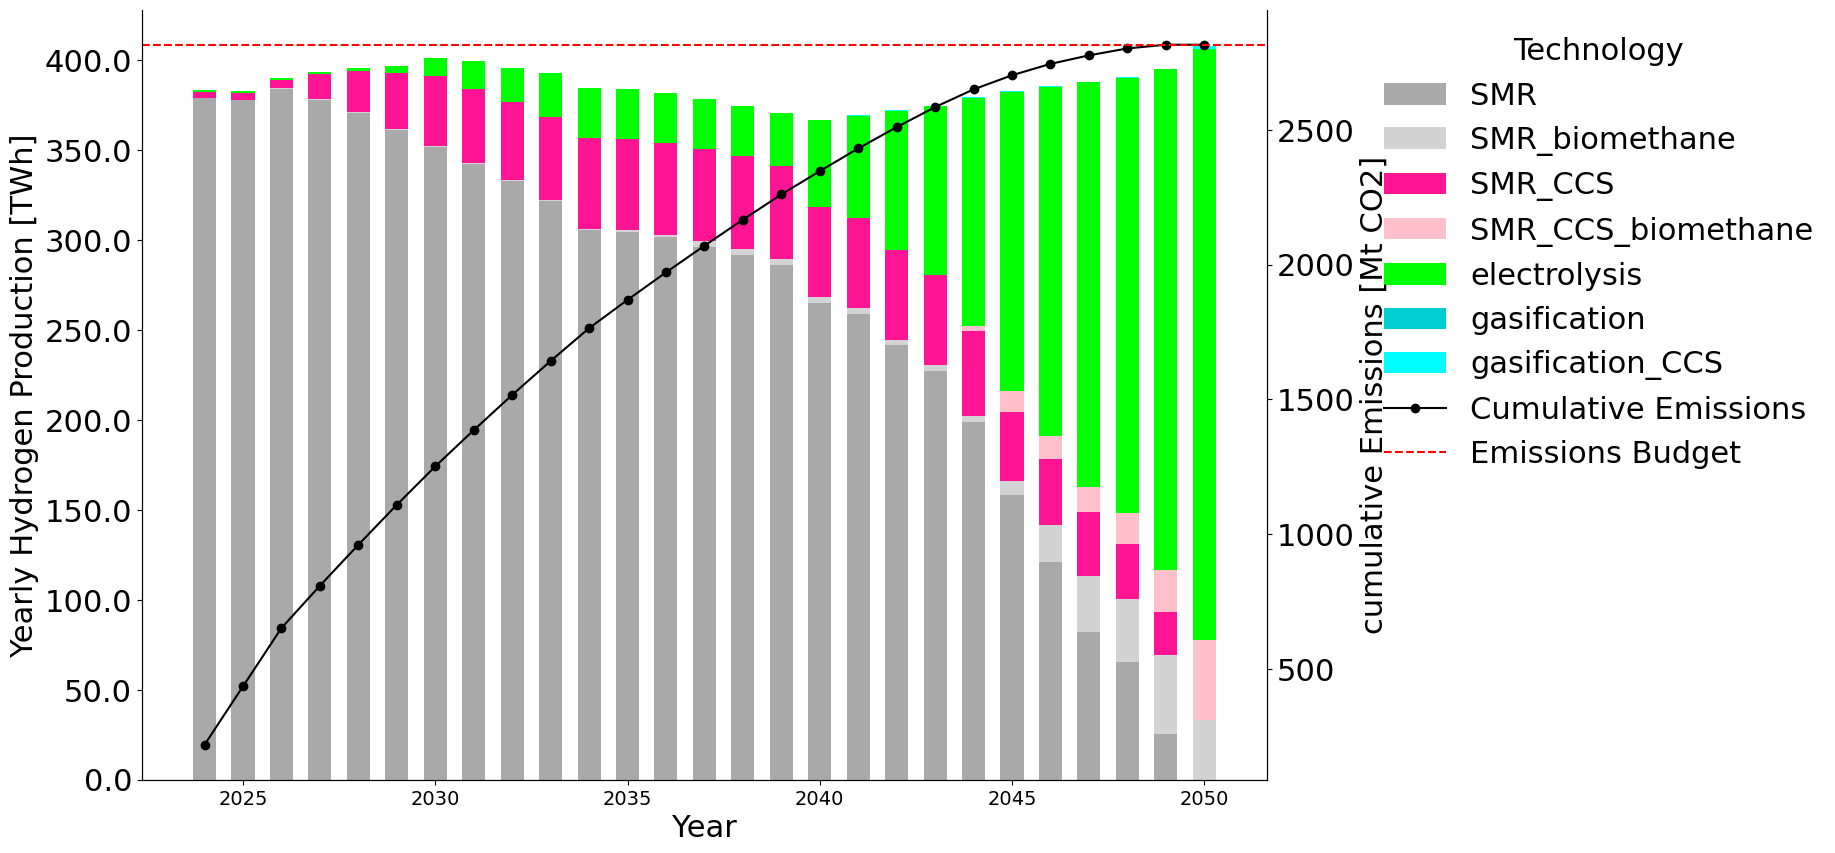 Yearly Hydrogen Production [TWh]
400.0
350.0
300.0
250.0
200.0
150.0
100.0
50.0
0.0
2025 2030 2035 2040 2045 2050
Year
2500
2000
1500
1000
500
cumulative Emissions [Mt CO2]
Technology
SMR
SMR_biomethane
SMR_CCS
SMR_CCS_biomethane
electrolysis
gasification
gasification_CCS
Cumulative Emissions
Emissions Budget